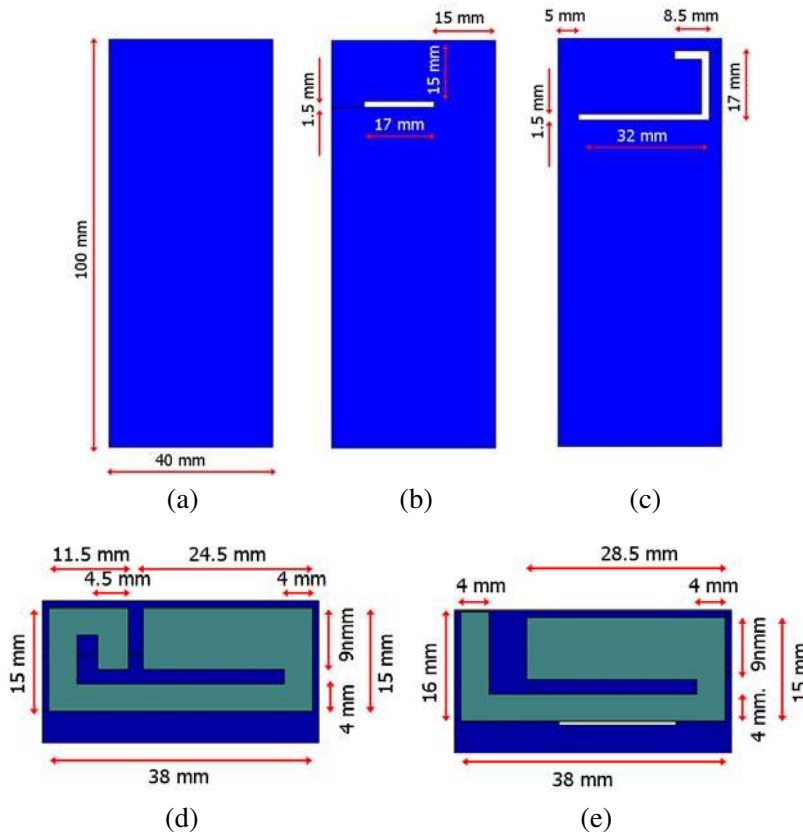 100 mm
40 mm
(a)
15 mm
15 mm
1.5 mm
17 mm
(b)
5 mm
8.5 mm
17 mm
1.5 mm
32 mm
(c)
11.5 mm
24.5 mm
4.5 mm
4 mm
15 mm
9nmm
15 mm
4 mm
38 mm
(d)
28.5 mm
4 mm
4 mm
16 mm
9nmm
15 mm
4 mm.
38 mm
(e)